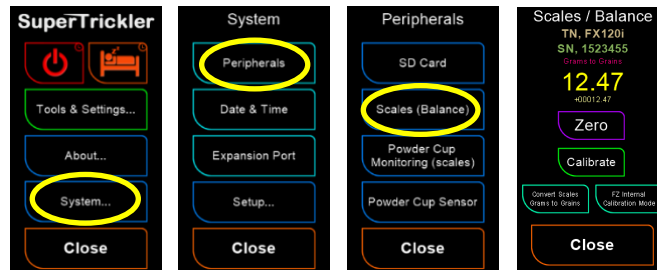 SuperTrickler
Tools & Settings...
About...
System...
Close
System
Peripherals
Date & Time
Expansion Port
Setup...
Close
Peripherals
SD Card
Scales (Balance)
Powder Cup
Monitoring (scales)
Powder Cup Sensor
Close
Scales / Balance
TN, FX120i
SN, 1523455
Grams to Grains
12.47
+00012.47
Zero
Calibrate
Convert Scales
Grams to Grains
FZ Internal
Calibration Mode
Close